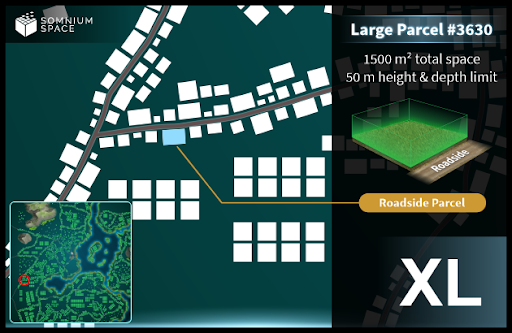 SOMNIUM
SPACE
Large Parcel #3630
1500 m² total space
50 m height & depth limit
Roadside
Roadside Parcel
XL